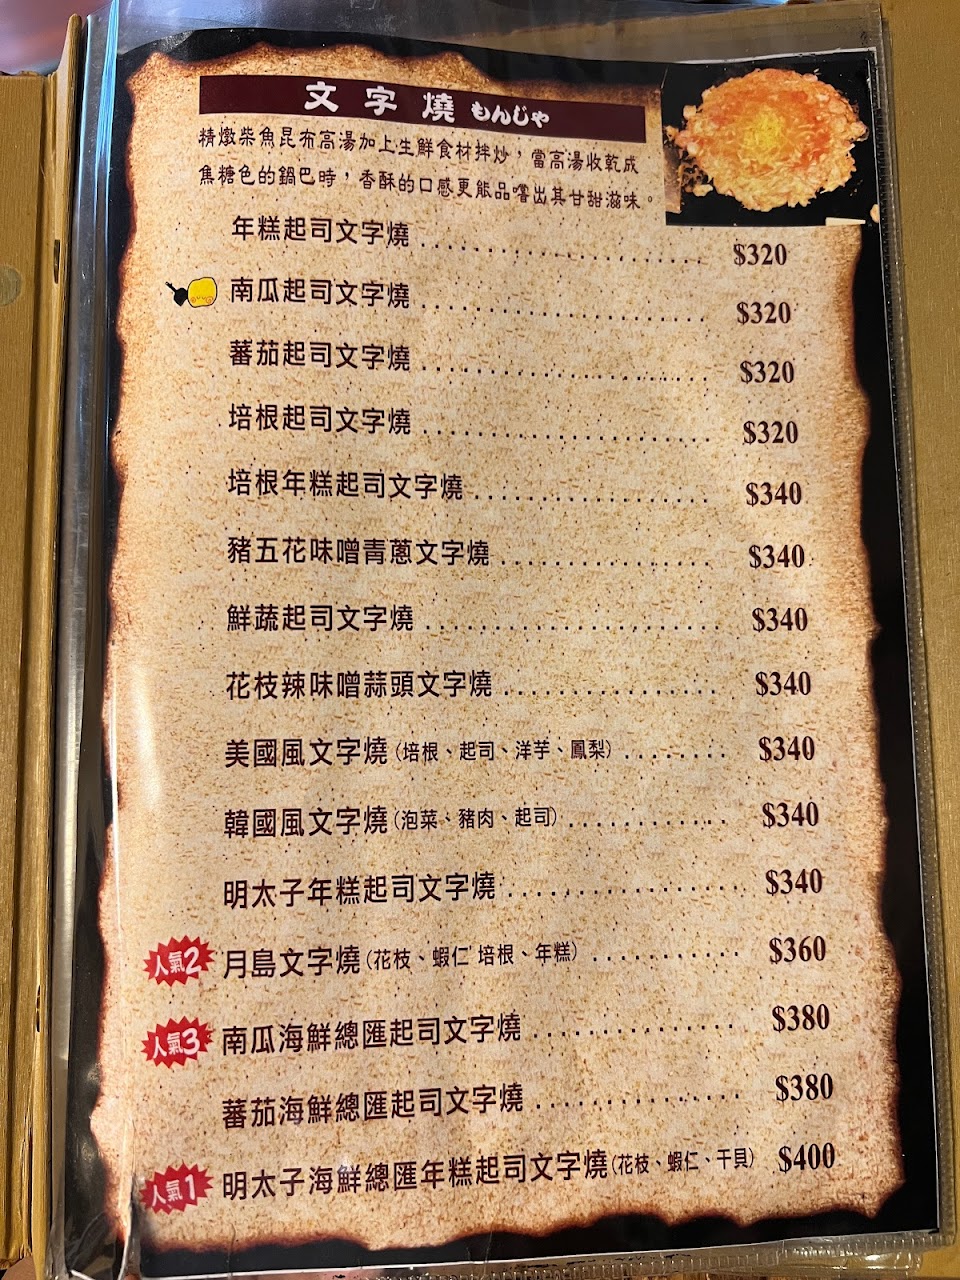 文字燒 もんじゃ
精燉柴魚昆布高湯加上生鮮食材拌炒，當高湯收乾成
焦糖色的鍋巴時，香酥的口感更能品嚐出其甘甜滋味。
年糕起司文字燒 $320
南瓜起司文字燒 $320
蕃茄起司文字燒 $320
培根起司文字燒 $320
培根年糕起司文字燒 $340
豬五花味噌青蔥文字燒 $340
鮮蔬起司文字燒 $340
花枝辣味噌蒜頭文字燒 $340
美國風文字燒(培根、起司、洋芋、鳳梨) $340
韓國風文字燒(泡菜、豬肉、起司) $340
明太子年糕起司文字燒 $340
人氣2 月島文字燒(花枝、蝦仁 培根、年糕) $360
人氣3 南瓜海鮮總匯起司文字燒 $380
蕃茄海鮮總匯起司文字燒 $380
人氣1 明太子海鮮總匯年糕起司文字燒(花枝、蝦仁、干貝) $400